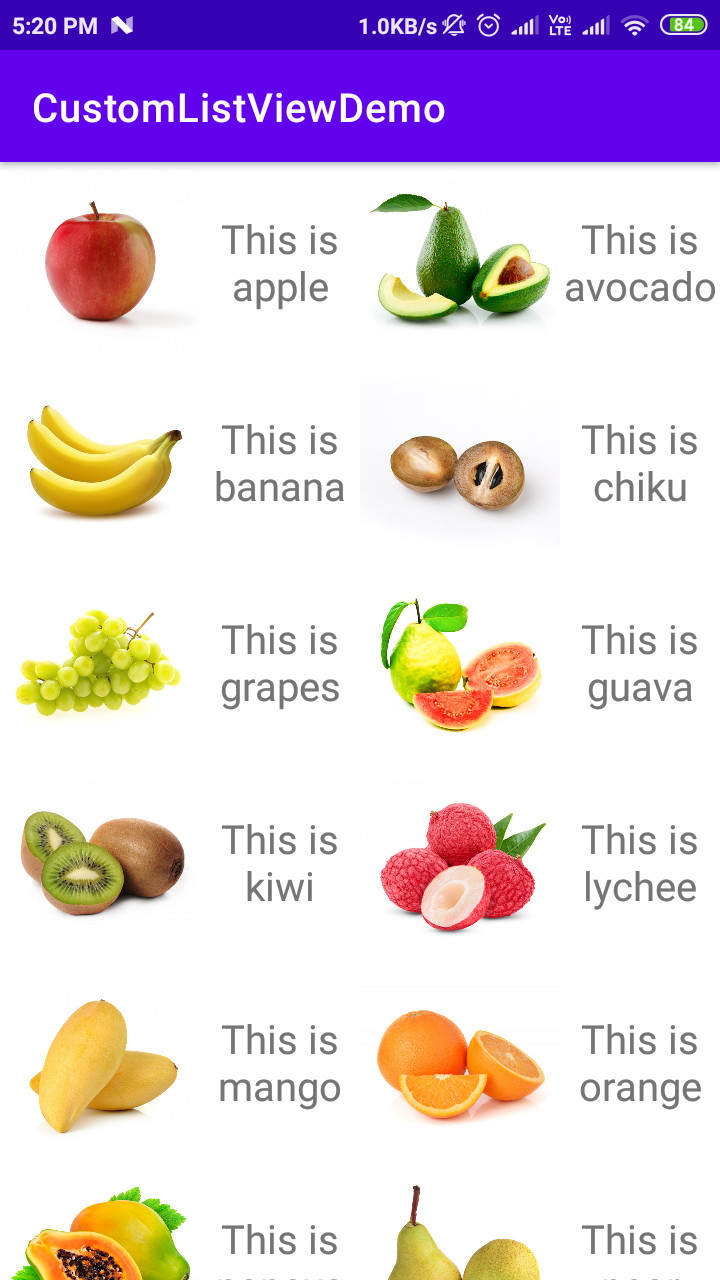 5:20 PM 1.0KB/s Vo) LTE 84
CustomListViewDemo
This is
apple
This is
avocado
This is
banana
This is
chiku
This is
grapes
This is
guava
This is
kiwi
This is
lychee
This is
mango
This is
orange
This is
This is